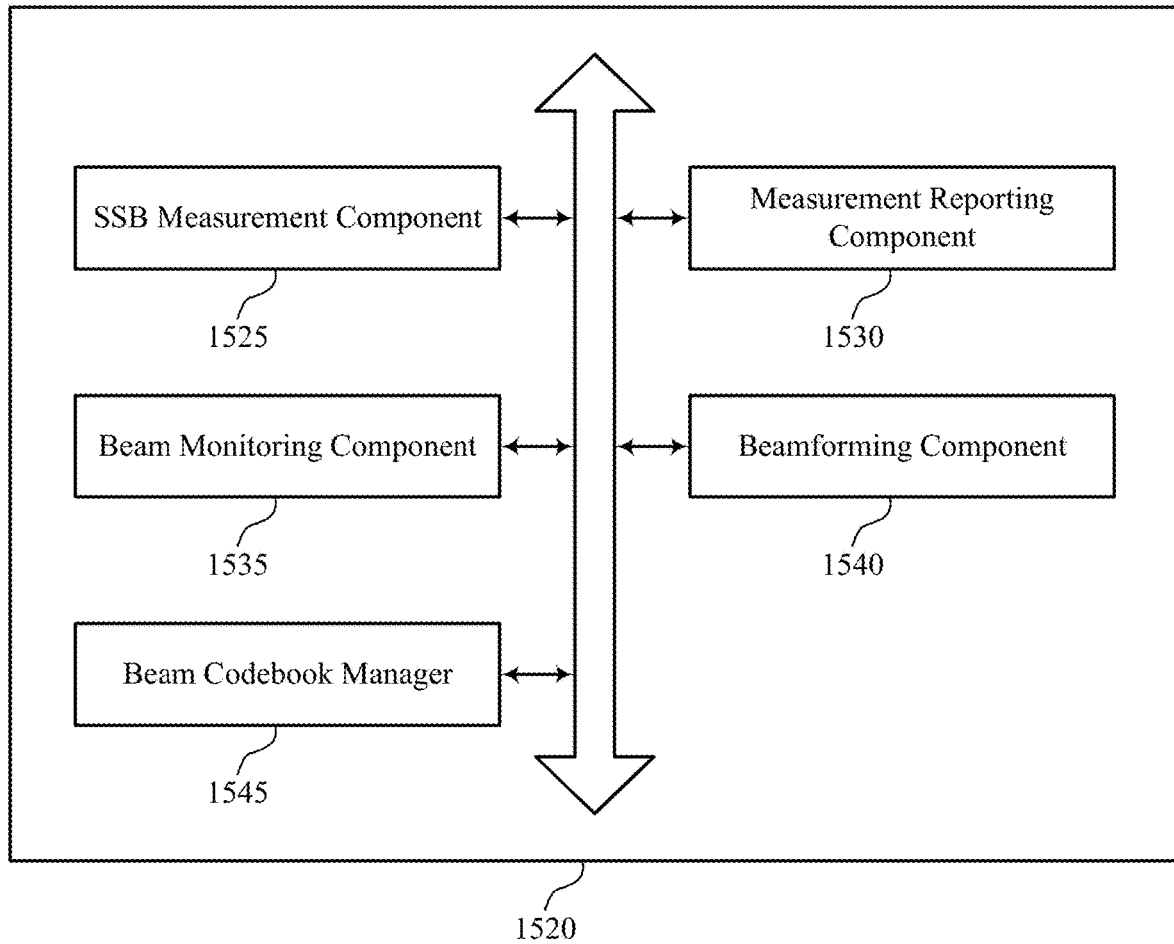 SSB Measurement Component
1525
Measurement Reporting
Component
1530
Beam Monitoring Component
1535
Beamforming Component
1540
Beam Codebook Manager
1545
1520